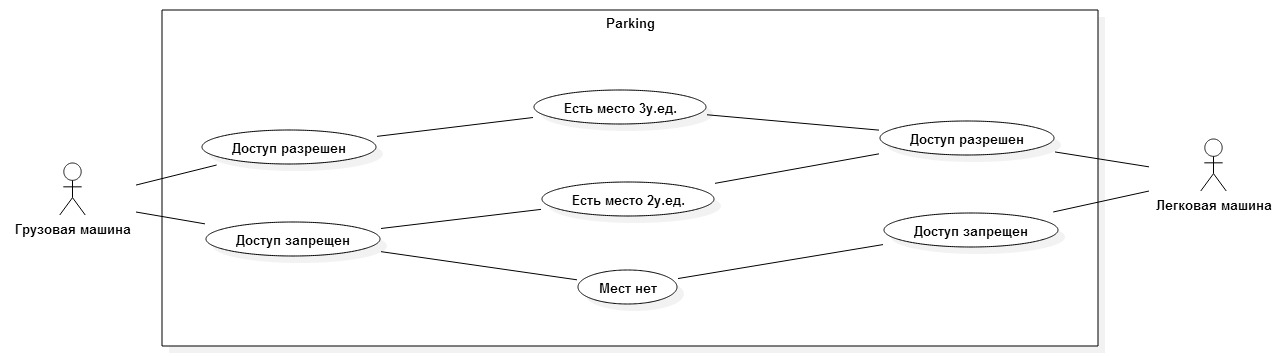 Parking
Есть место 3у.ед.
Доступ разрешен
Доступ разрешен
Есть место 2у.ед.
Грузовая машина
Легковая машина
Доступ запрещен
Доступ запрещен
Мест нет